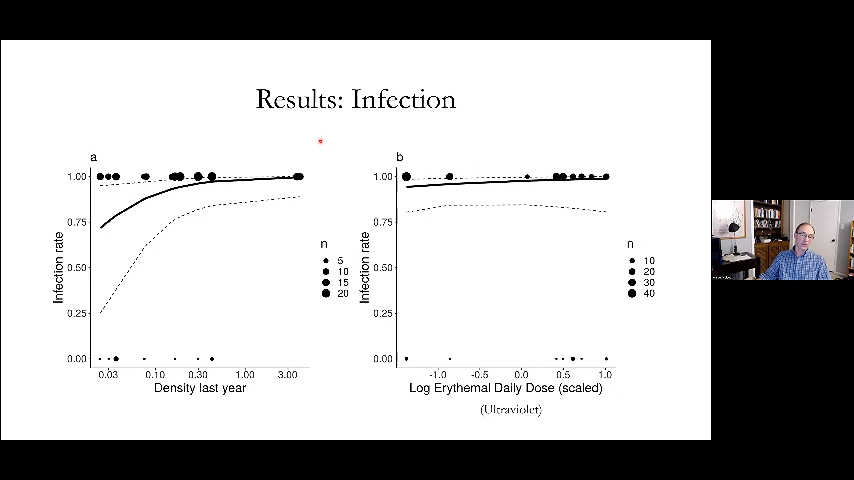 Results: Infection
a
1.00
0.75
0.50
0.25
0.00
Infection rate
0.03 0.10 0.30 1.00 3.00
Density last year
n
5
10
15
20
b
1.00
0.75
0.50
0.25
0.00
Infection rate
-1.0 -0.5 0.0 0.5 1.0
Log Erythemal Daily Dose (scaled)
n
10
20
30
40
(Ultraviolet)